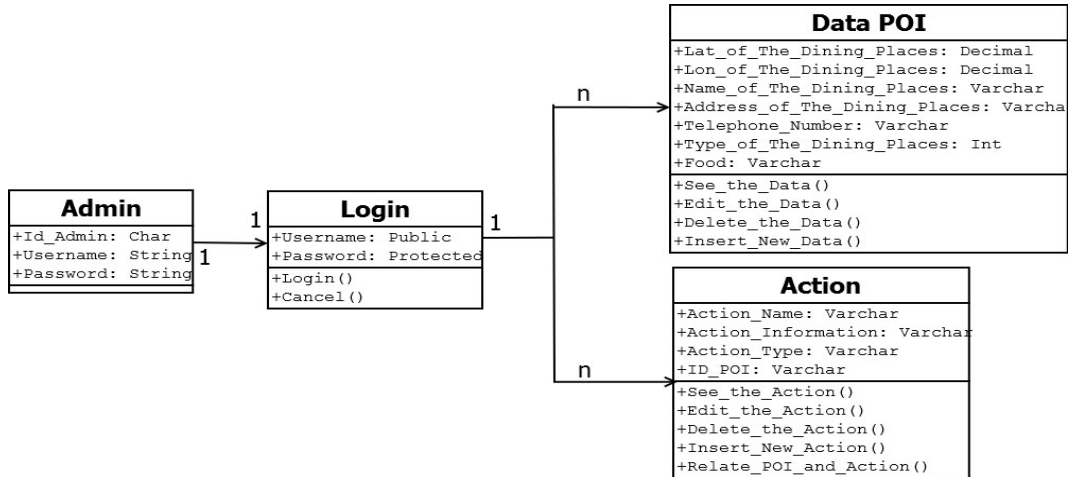 Data POI
+Lat_of_The_Dining_Places: Decimal
+Lon_of_The_Dining_Places: Decimal
+Name_of_The_Dining_Places: Varchar
+Address_of_The_Dining_Places: Varcha
+Telephone_Number: Varchar
+Type_of_The_Dining_Places: Int
+Food: Varchar
+See_the_Data()
+Edit_the_Data()
+Delete_the_Data()
+Insert_New_Data()
n
Admin
+Id_Admin: Char
+Username: String
+Password: String
1
1
Login
+Username: Public
+Password: Protected
+Login()
+Cancel()
1
n
Action
+Action_Name: Varchar
+Action_Information: Varchar
+Action_Type: Varchar
+ID_POI: Varchar
+See_the_Action()
+Edit_the_Action()
+Delete_the_Action()
+Insert_New_Action()
+Relate_POI_and_Action()